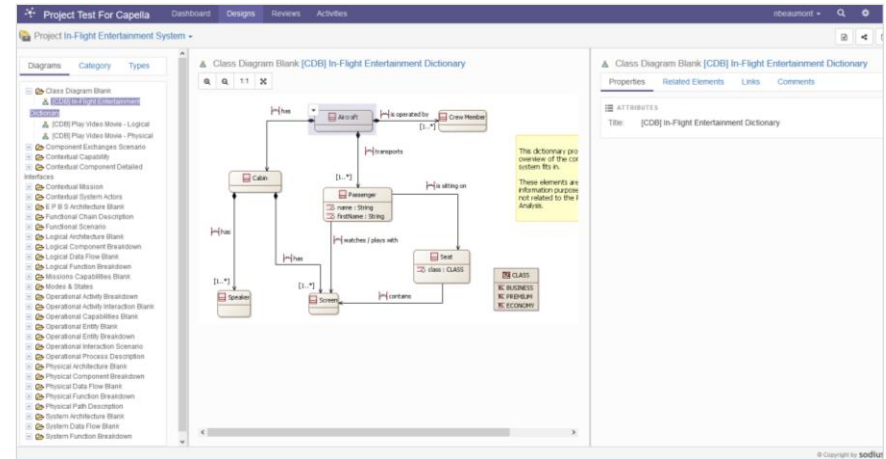 Project Test For Capella
Dashboard
Designs
Reviews
Activities
nbeaumont
Project In-Flight Entertainment System
Diagrams
Category
Types
Class Diagram Blank
[CDB] In-Flight Entertainment
Dictionary
[CDB] Play Video Movie - Logical
[CDB] Play Video Movie - Physical
Component Exchanges Scenario
Contextual Capability
Contextual Component Detailed
Interfaces
Contextual Mission
Contextual System Actors
E P B S Architecture Blank
Functional Chain Description
Functional Scenario
Logical Architecture Blank
Logical Component Breakdown
Logical Data Flow Blank
Logical Function Breakdown
Missions Capabilities Blank
Modes & States
Operational Activity Breakdown
Operational Activity Interaction Blank
Operational Capabilities Blank
Operational Entity Blank
Operational Entity Breakdown
Operational Interaction Scenario
Operational Process Description
Physical Architecture Blank
Physical Component Breakdown
Physical Data Flow Blank
Physical Function Breakdown
Physical Path Description
System Architecture Blank
System Data Flow Blank
System Function Breakdown
Class Diagram Blank [CDB] In-Flight Entertainment Dictionary
1:1
has
Aircraft
is operated by
Crew Member
[1..*]
transports
[1..*]
Cabin
Passenger
name : String
firstName : String
is sitting on
has
has
watches / plays with
Seat
class : CLASS
[1..*]
[1..*]
Speaker
Screen
contains
CLASS
BUSINESS
PREMIUM
ECONOMY
This dictionnary pro
overview of the cor
system fits in.
These elements are
information purpose
not related to the F
Analysis.
Class Diagram Blank [CDB] In-Flight Entertainment Dictionary
Properties
Related Elements
Links
Comments
ATTRIBUTES
Title: [CDB] In-Flight Entertainment Dictionary
© Copyright by sodius